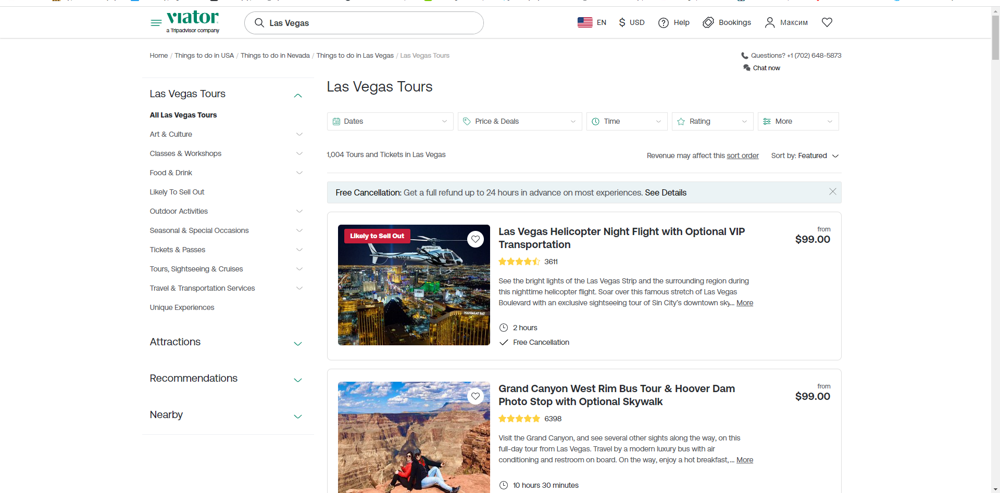 viator
a Tripadvisor company
Las Vegas
EN
$ USD
Help
Bookings
Максим
Home / Things to do in USA / Things to do in Nevada / Things to do in Las Vegas / Las Vegas Tours
Questions? +1 (702) 648-5873
Chat now
Las Vegas Tours
All Las Vegas Tours
Art & Culture
Classes & Workshops
Food & Drink
Likely To Sell Out
Outdoor Activities
Seasonal & Special Occasions
Tickets & Passes
Tours, Sightseeing & Cruises
Travel & Transportation Services
Unique Experiences
Attractions
Recommendations
Nearby
Las Vegas Tours
Dates
Price & Deals
Time
Rating
More
1,004 Tours and Tickets in Las Vegas
Revenue may affect this sort order
Sort by: Featured
Free Cancellation: Get a full refund up to 24 hours in advance on most experiences. See Details
Likely to Sell Out
N350FS
MANDALAY BAY
Las Vegas Helicopter Night Flight with Optional VIP
Transportation
3611
See the bright lights of the Las Vegas Strip and the surrounding region during
this nighttime helicopter flight. Soar over this famous stretch of Las Vegas
Boulevard with an exclusive sightseeing tour of Sin City’s downtown sky... More
2 hours
Free Cancellation
from
$99.00
Grand Canyon West Rim Bus Tour & Hoover Dam
Photo Stop with Optional Skywalk
6398
Visit the Grand Canyon, and see several other sights along the way, on this
full-day tour from Las Vegas. Travel by a modern luxury bus with air
conditioning and restroom on board. On the way, enjoy a hot breakfast,... More
10 hours 30 minutes
from
$99.00